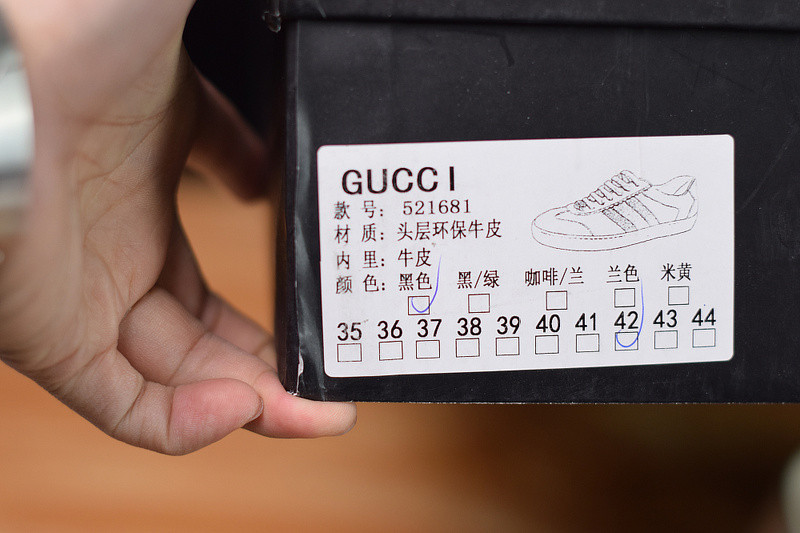 GUCCI
款 号： 521681
材 质：头层环保牛皮
内 里：牛皮
颜 色：黑色 黑/绿 咖啡/兰 兰色 米黄
35 36 37 38 39 40 41 42 43 44